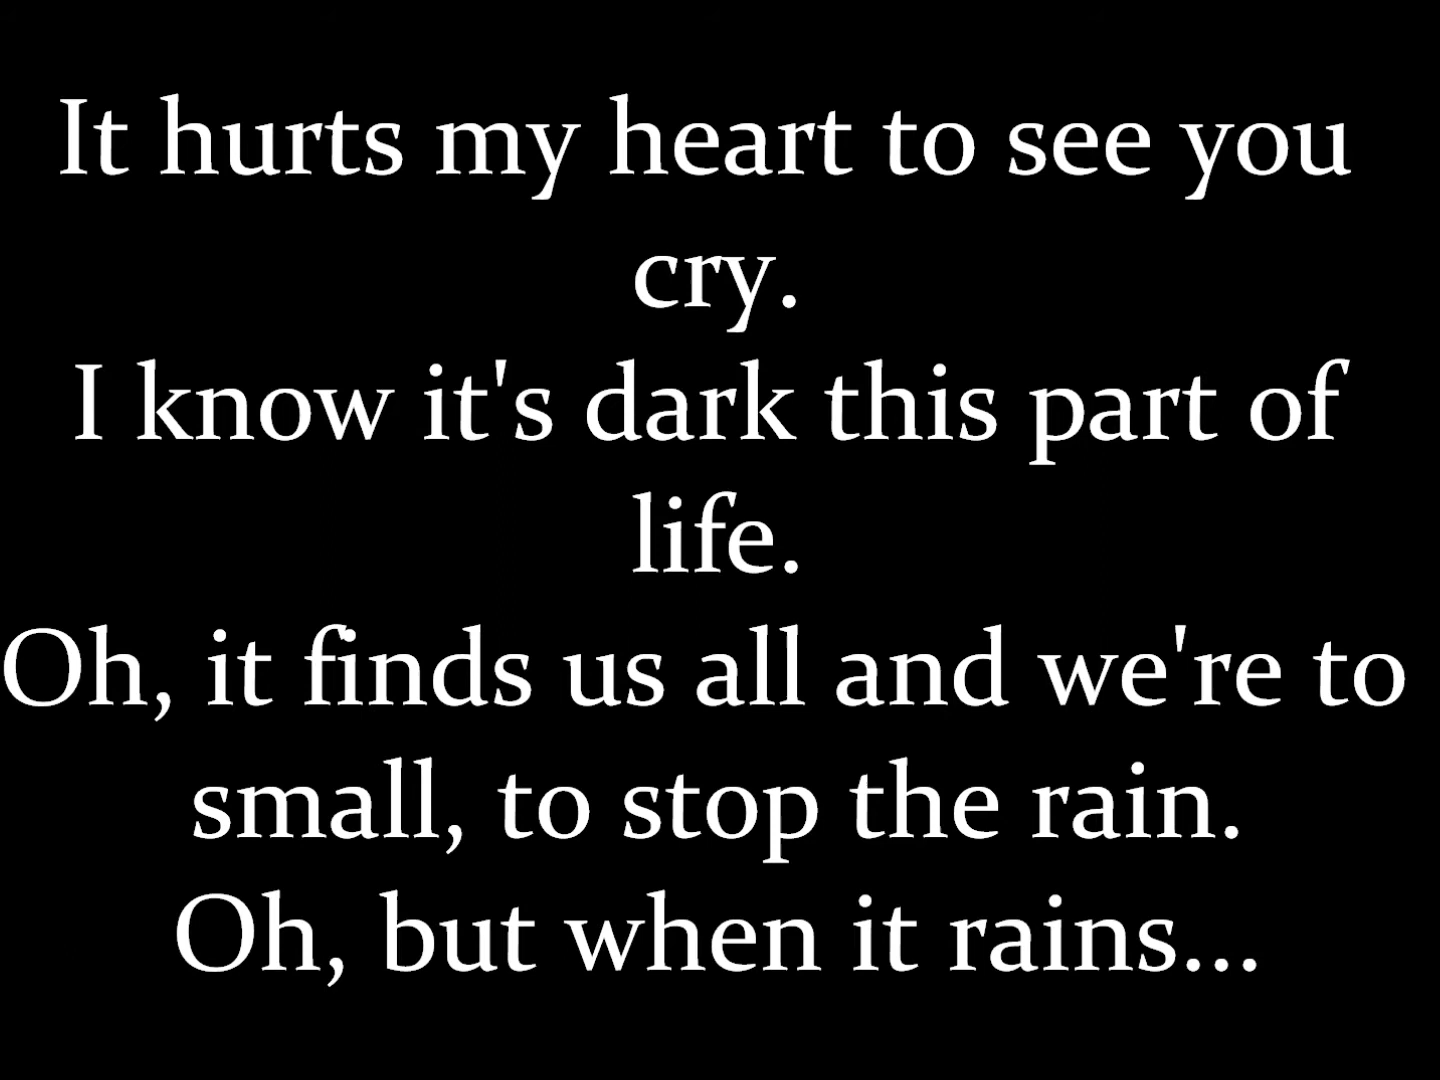 It hurts my heart to see you
cry.
I know it's dark this part of
life.
Oh, it finds us all and we're to
small, to stop the rain.
Oh, but when it rains...